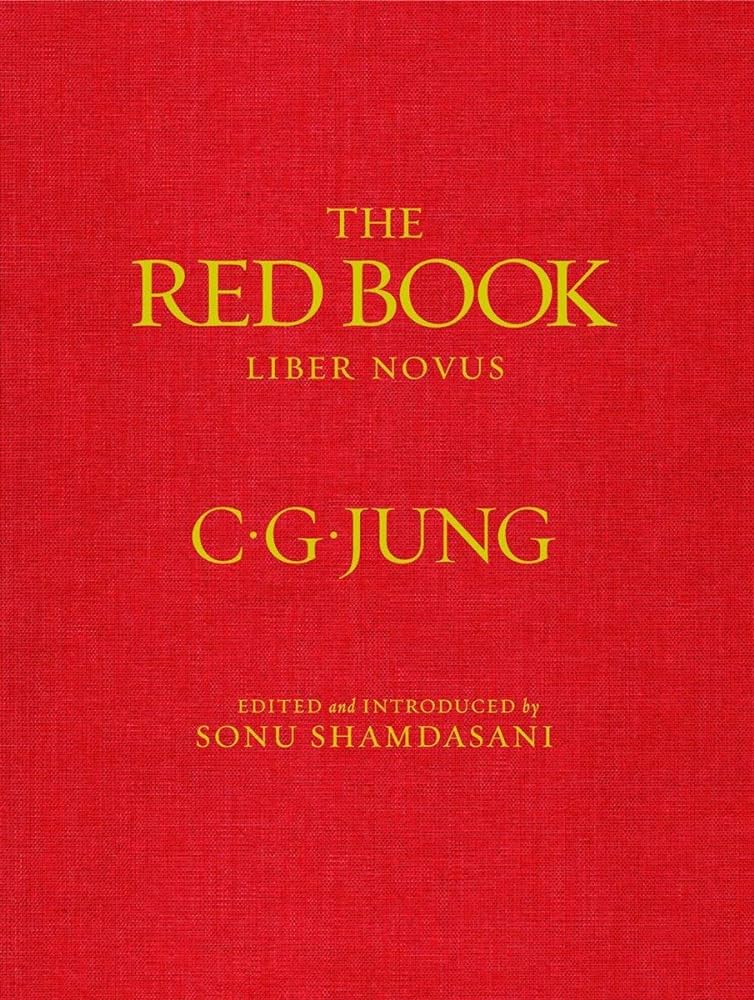 THE
RED BOOK
LIBER NOVUS
C·G·JUNG
EDITED and INTRODUCED by
SONU SHAMDASANI